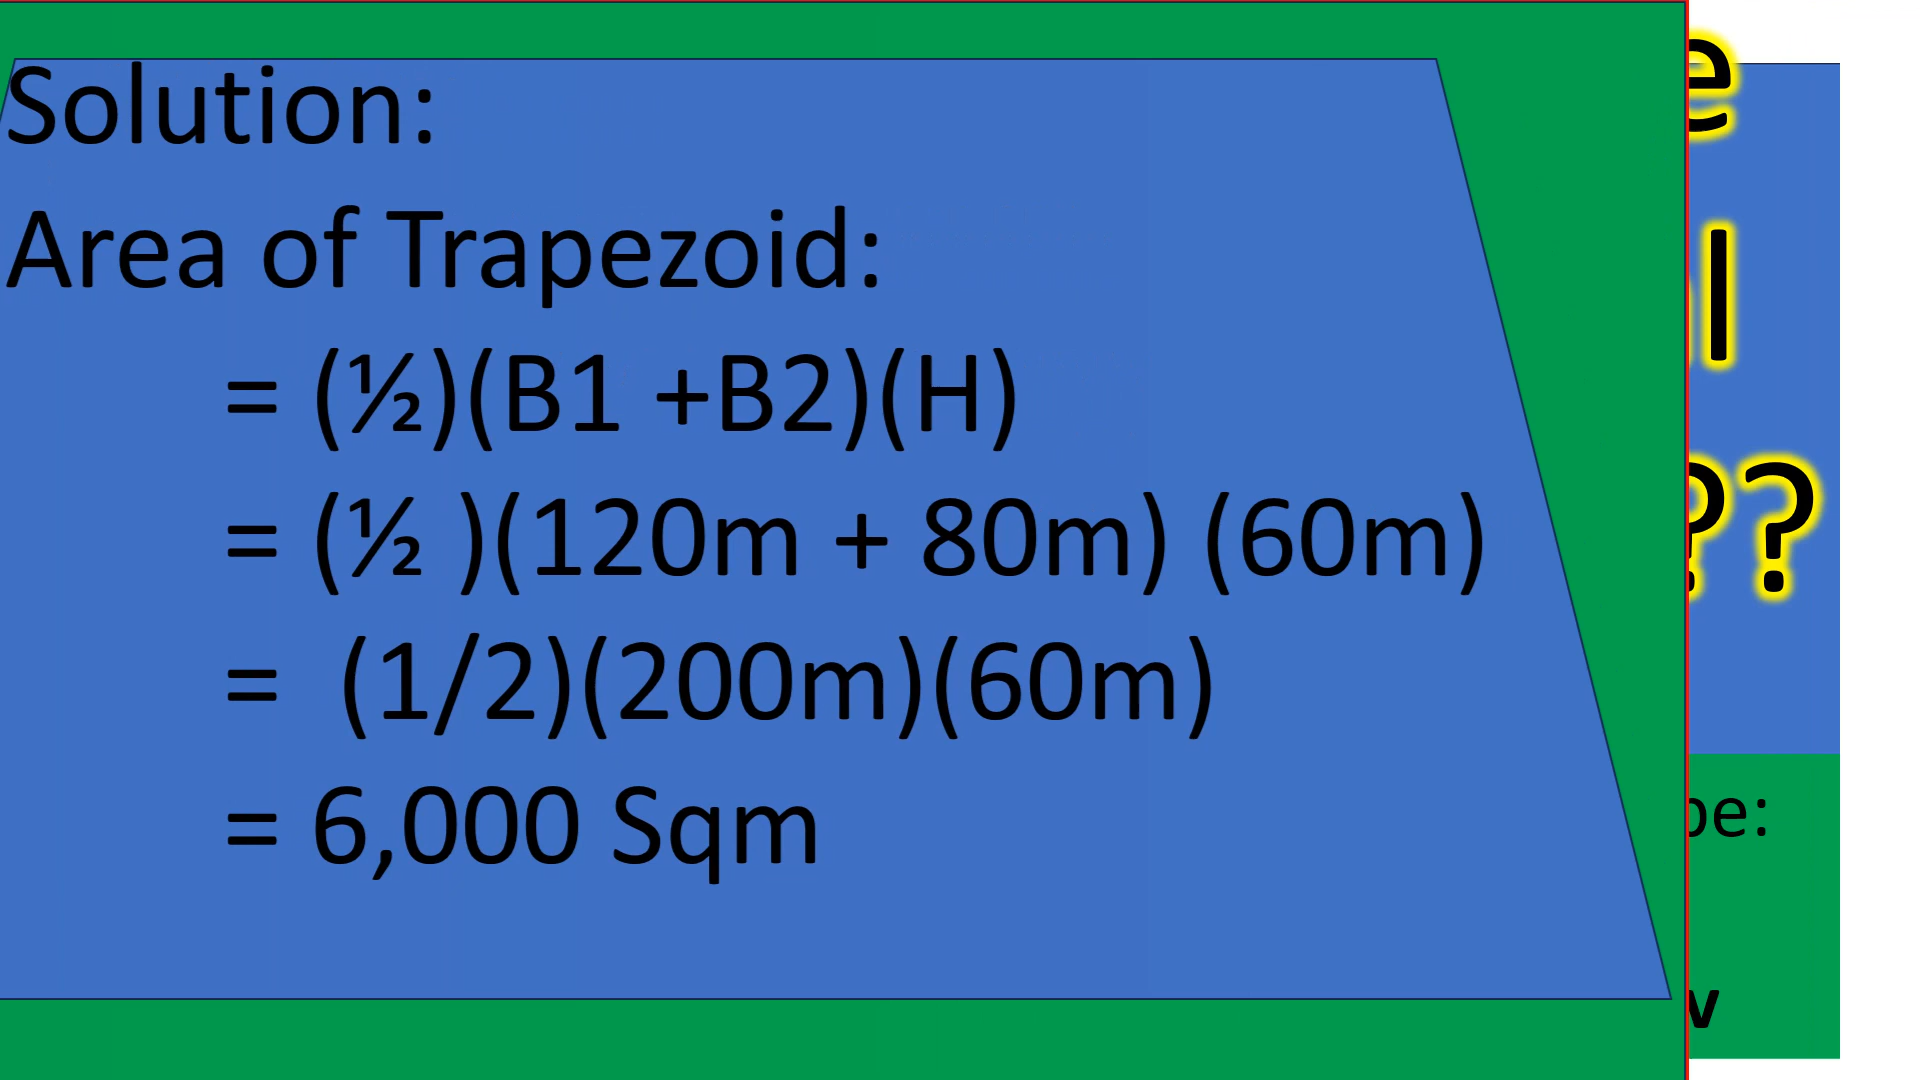 Solution:
Area of Trapezoid:
= (½)(B1 +B2)(H)
= (½ )(120m + 80m) (60m)
= (1/2)(200m)(60m)
= 6,000 Sqm
??